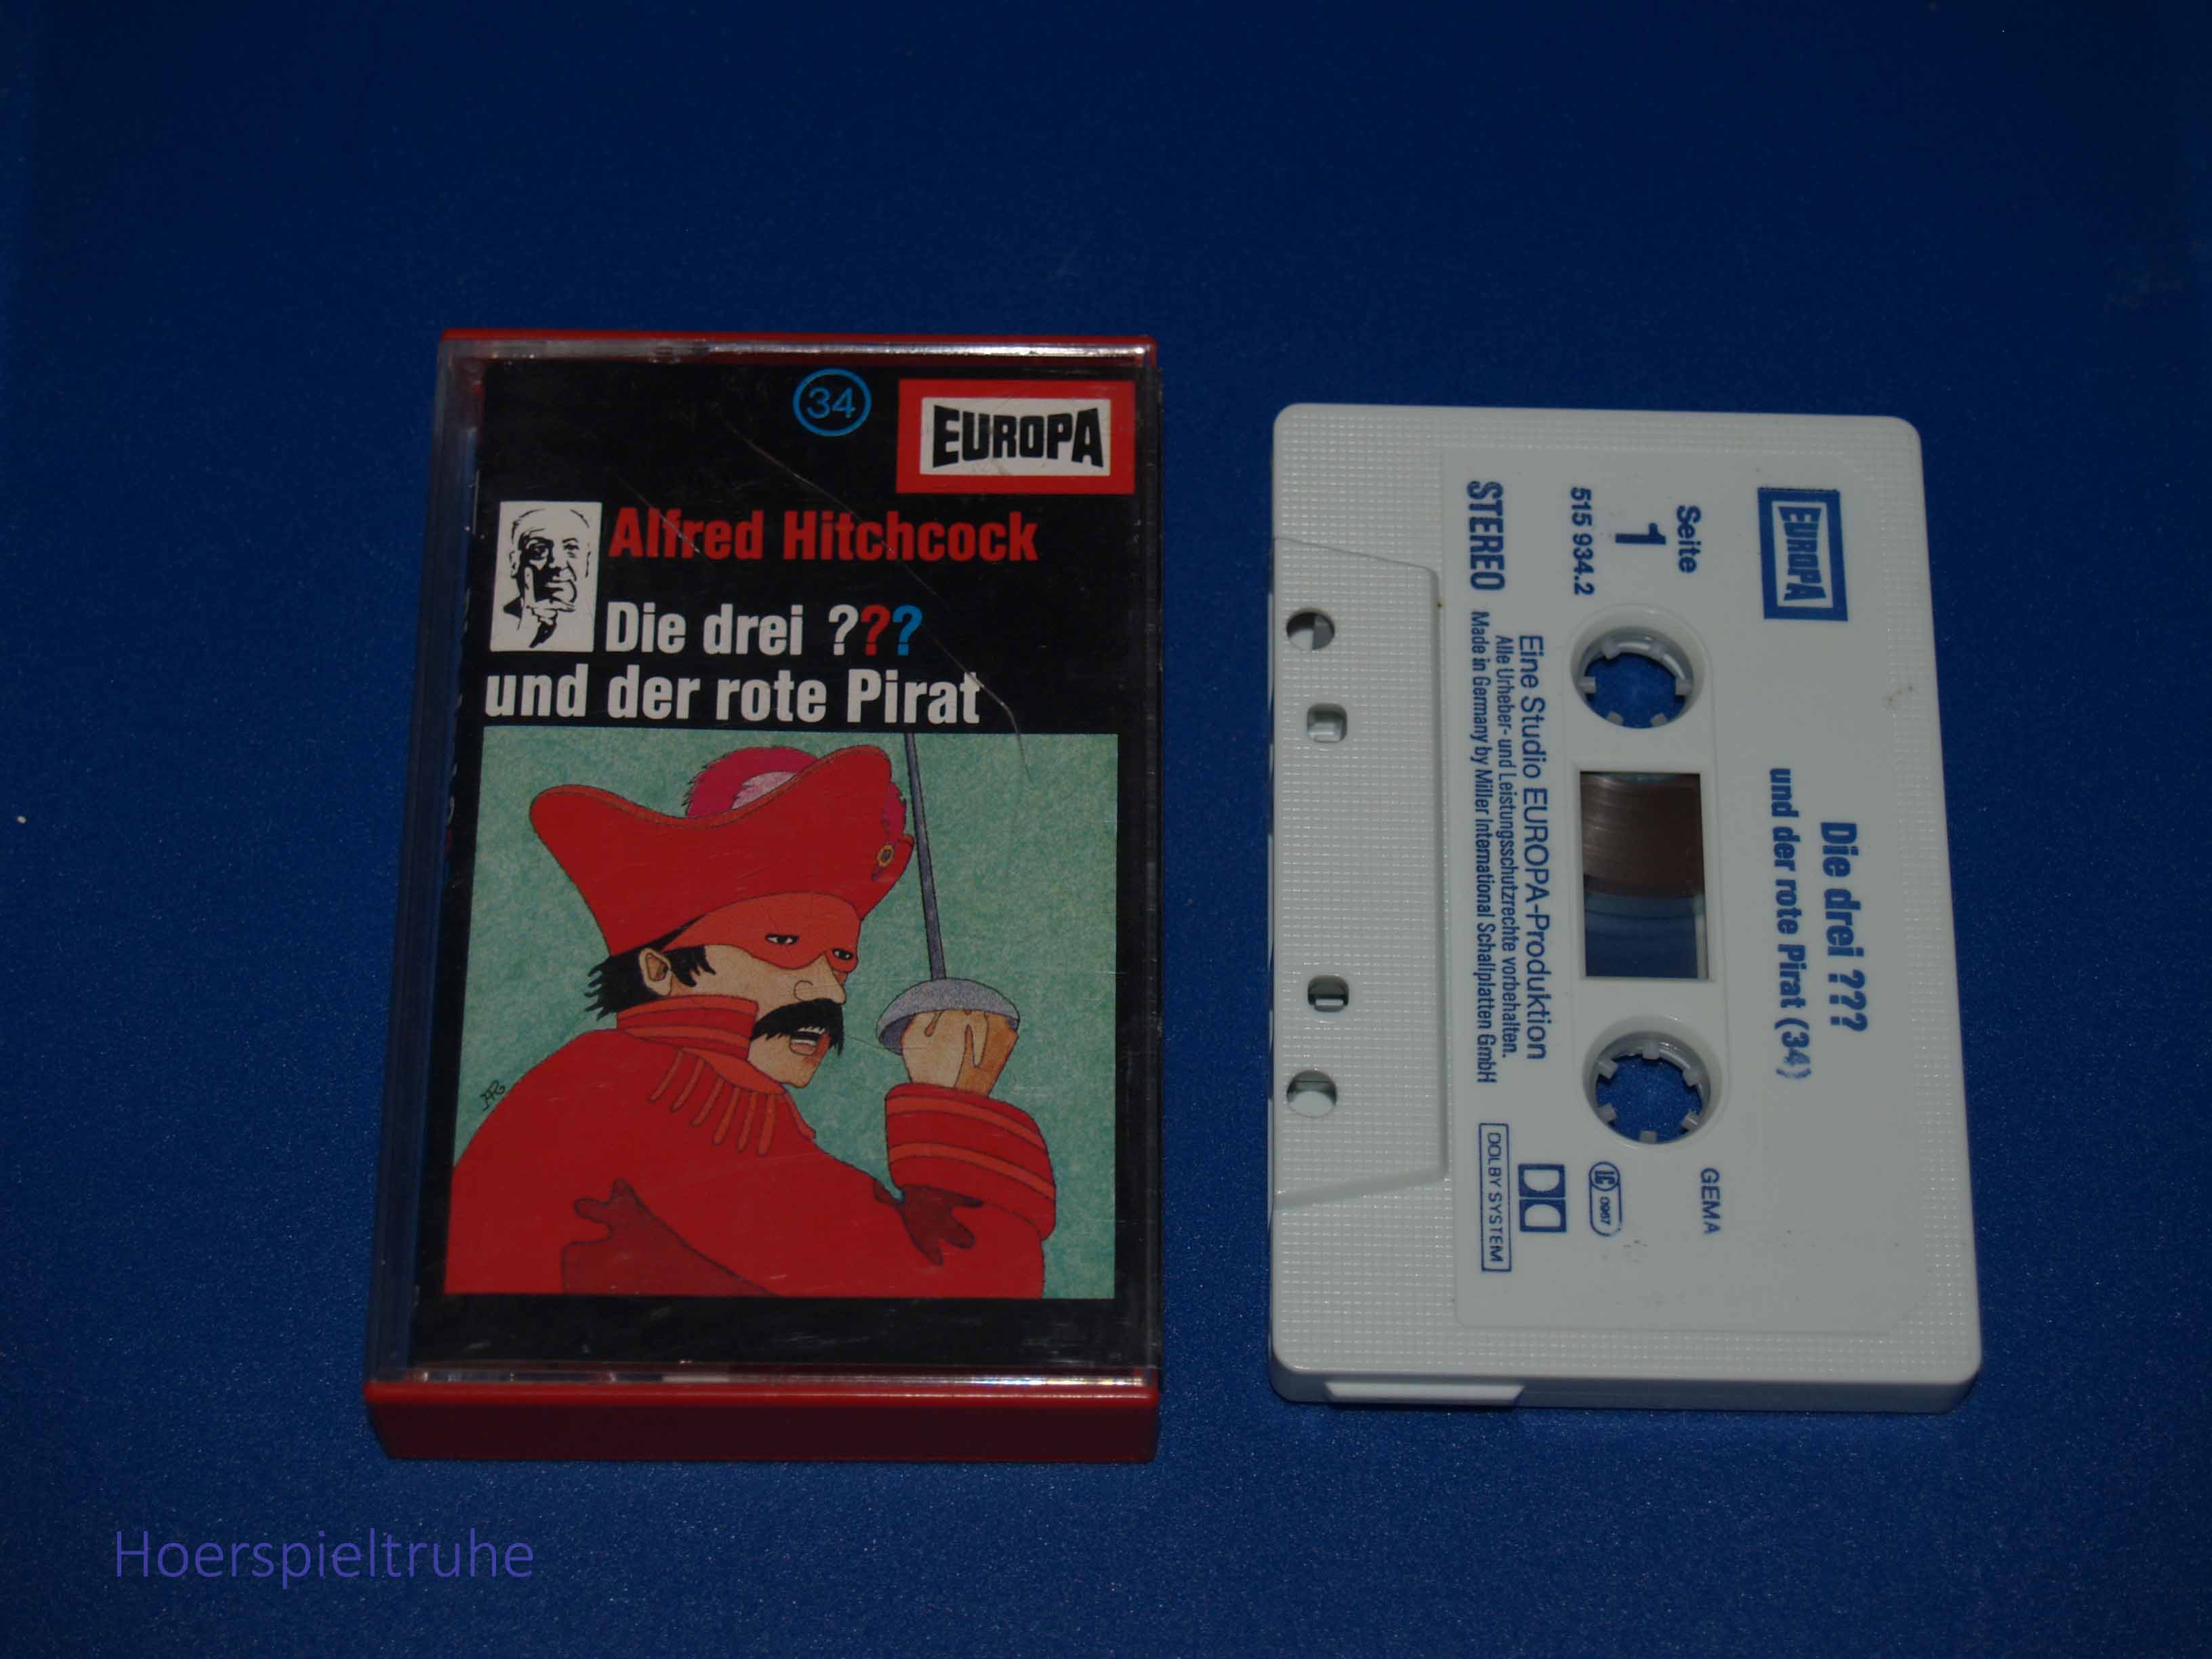 34
EUROPA
Alfred Hitchcock
Die drei ???
und der rote Pirat
EUROPA
Die drei ???
und der rote Pirat (34)
Seite
1
515 934.2
GEMA
LC 0967
Eine Studio EUROPA-Produktion
Alle Urheber- und Leistungsschutzrechte vorbehalten.
Made in Germany by Miller International Schallplatten GmbH
STEREO
DOLBY SYSTEM
Hoerspieltruhe